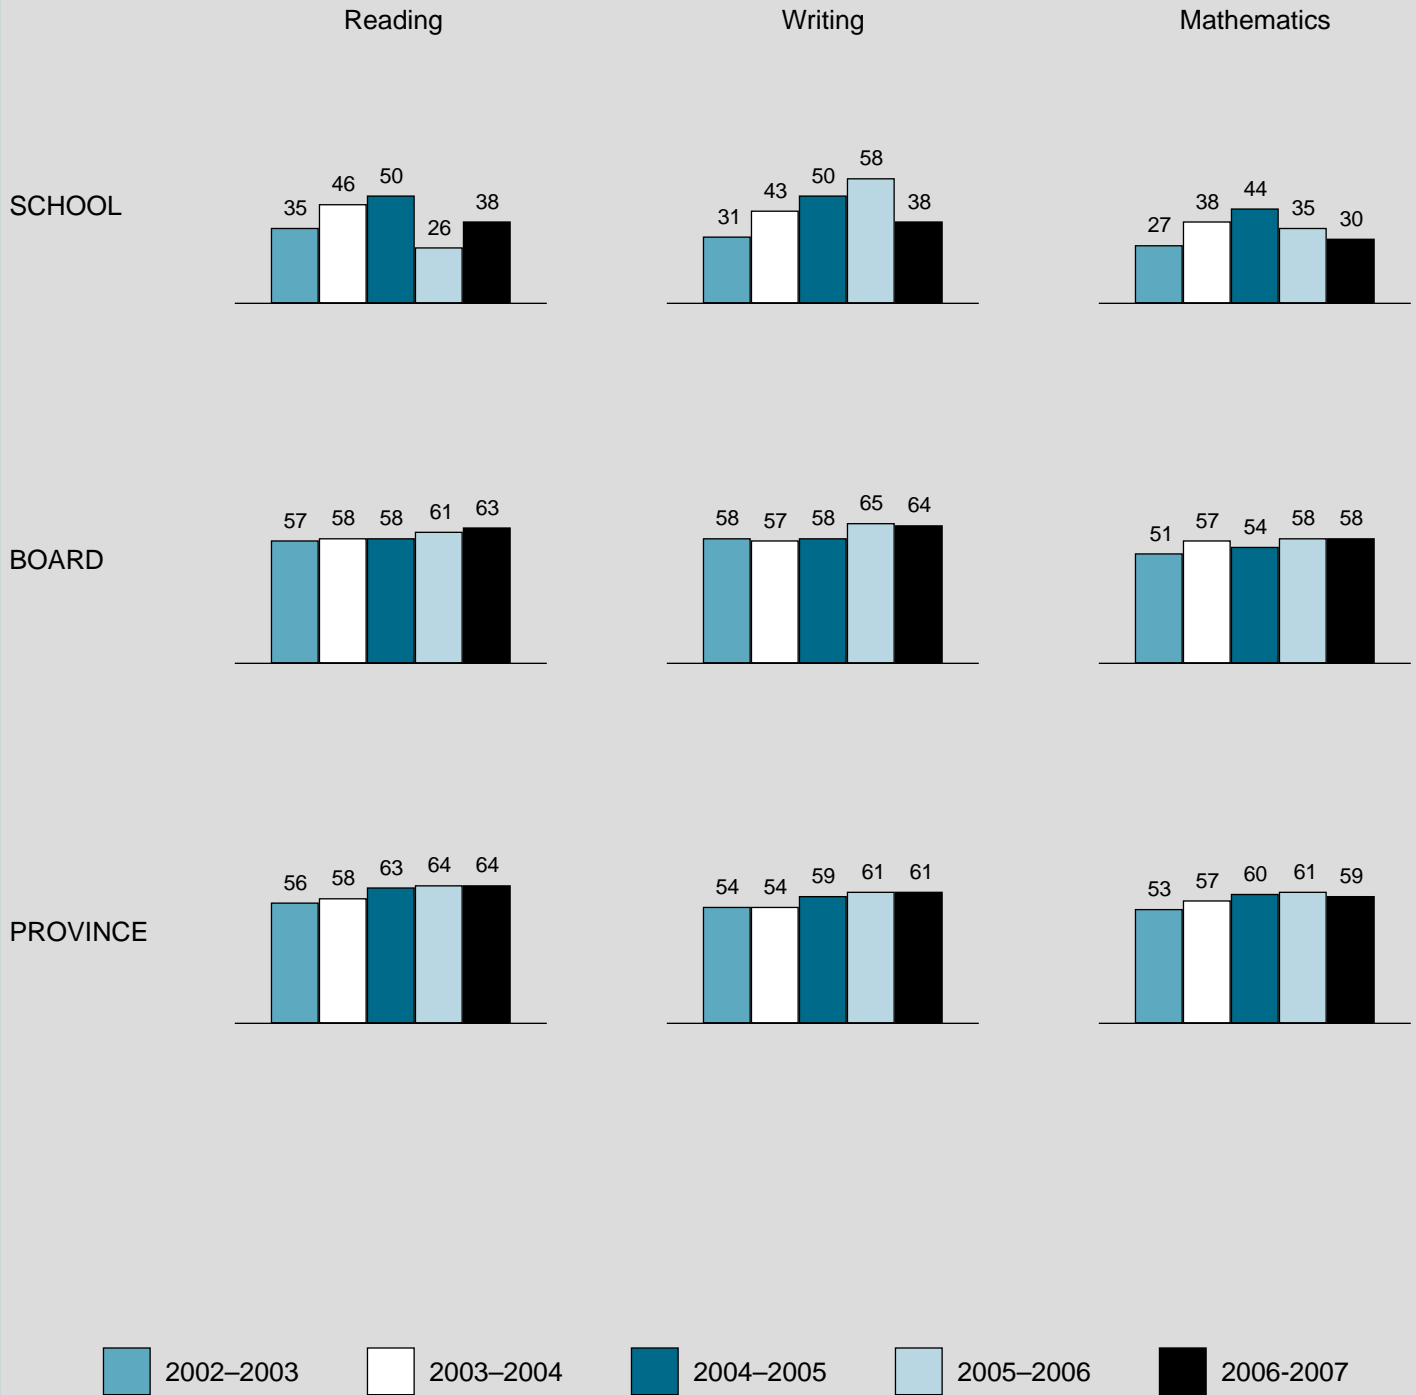 Reading Writing Mathematics
SCHOOL
35 46 50 26 38
31 43 50 58 38
27 38 44 35 30
BOARD
57 58 58 61 63
58 57 58 65 64
51 57 54 58 58
PROVINCE
56 58 63 64 64
54 54 59 61 61
53 57 60 61 59
2002–2003 2003–2004 2004–2005 2005–2006 2006-2007